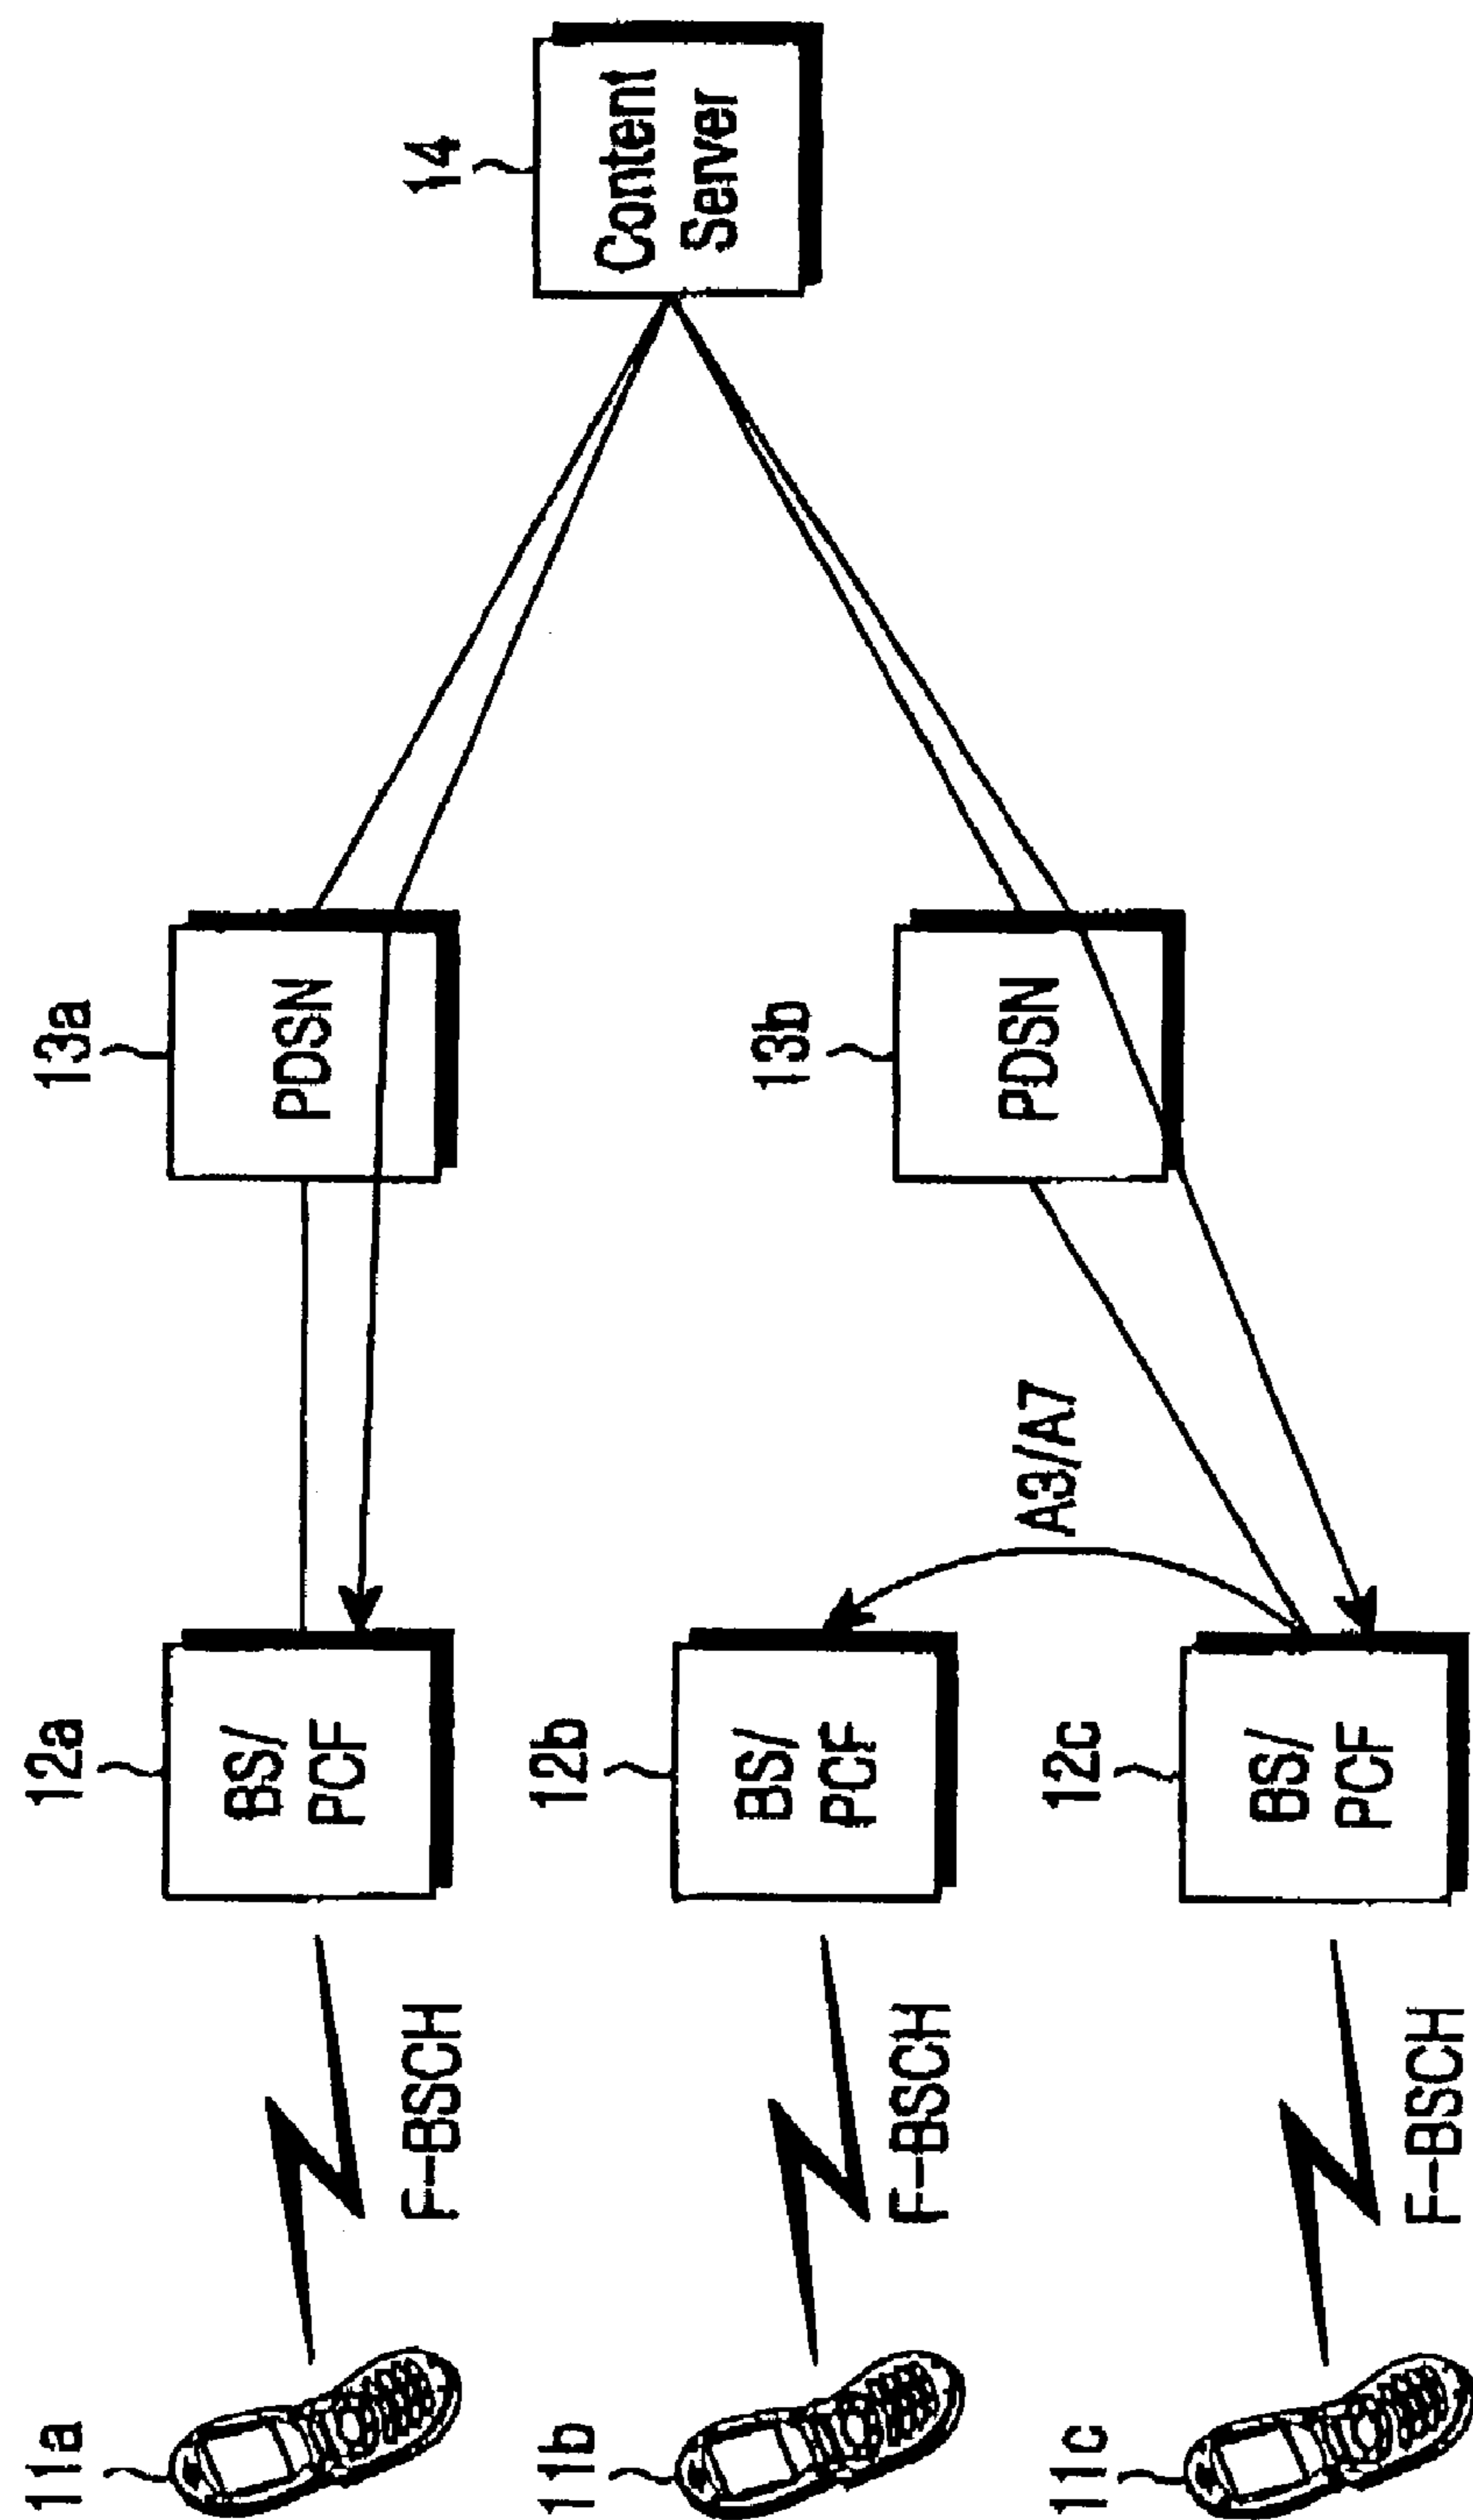 11a
12a
13a
14
BS/
PCF
PDSN
Content
Server
F-BSCH
11b
12b
A3/A7
13b
BS/
PCF
PDSN
F-BSCH
11c
12c
BS/
PCF
F-BSCH